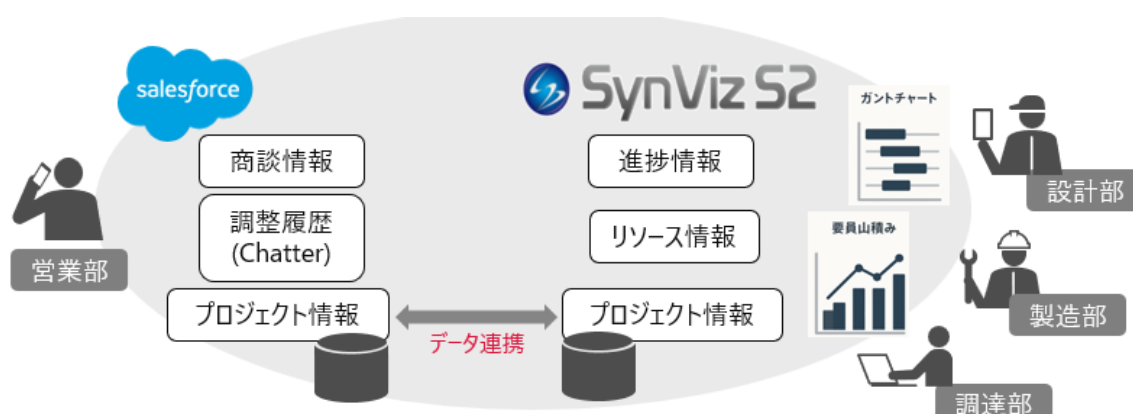 salesforce
SynViz S2
ガントチャート
商談情報
進捗情報
設計部
調整履歴
(Chatter)
リソース情報
要員山積み
営業部
プロジェクト情報
データ連携
プロジェクト情報
製造部
調達部